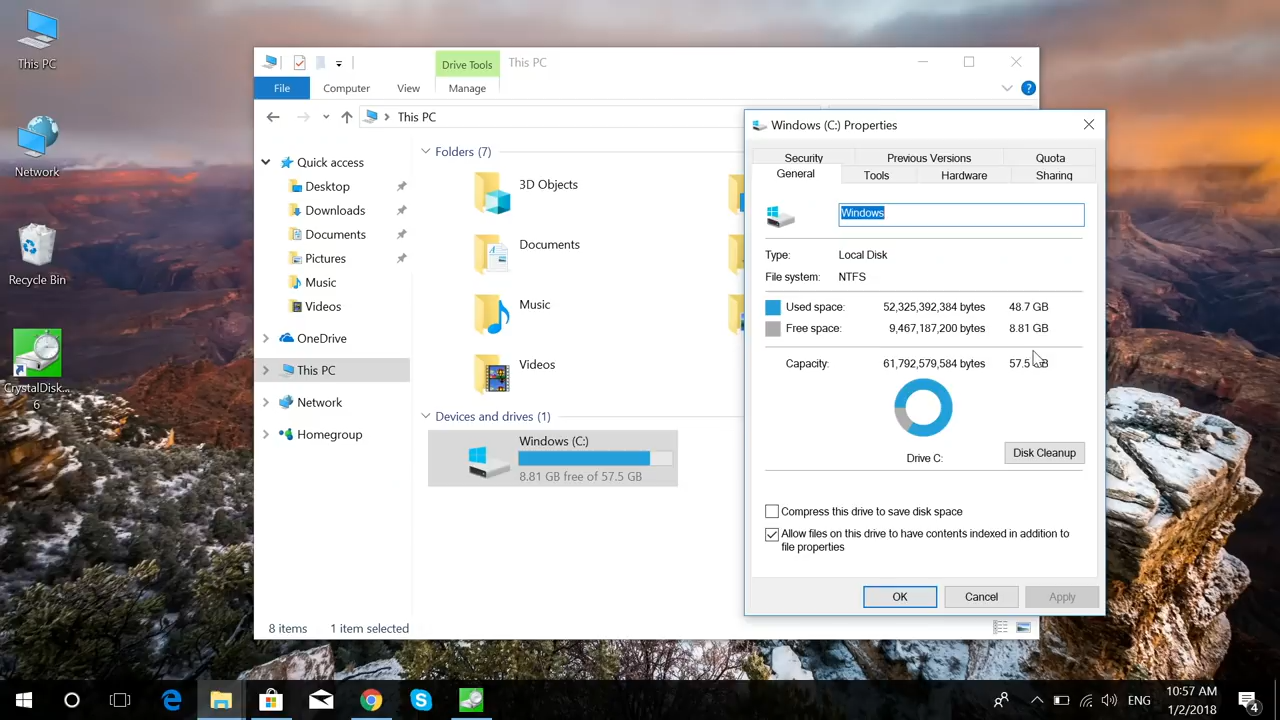 This PC
Network
Recycle Bin
CrystalDisk...
6
Drive Tools
This PC
File
Computer
View
Manage
This PC
Quick access
Desktop
Downloads
Documents
Pictures
Music
Videos
OneDrive
This PC
Network
Homegroup
Folders (7)
3D Objects
Documents
Music
Videos
Devices and drives (1)
Windows (C:)
8.81 GB free of 57.5 GB
8 items
1 item selected
Windows (C:) Properties
Security
Previous Versions
Quota
General
Tools
Hardware
Sharing
Windows
Type:
Local Disk
File system:
NTFS
Used space:
52,325,392,384 bytes
48.7 GB
Free space:
9,467,187,200 bytes
8.81 GB
Capacity:
61,792,579,584 bytes
57.5 GB
Drive C:
Disk Cleanup
Compress this drive to save disk space
Allow files on this drive to have contents indexed in addition to
file properties
OK
Cancel
Apply
ENG
10:57 AM
1/2/2018
4